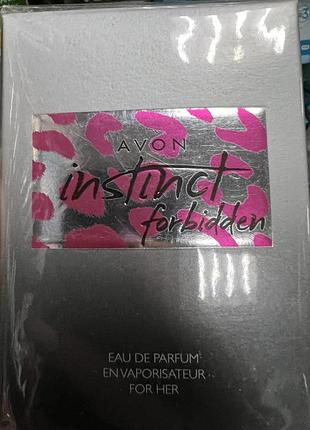 AVON
instinct
forbidden
EAU DE PARFUM
EN VAPORISATEUR
FOR HER